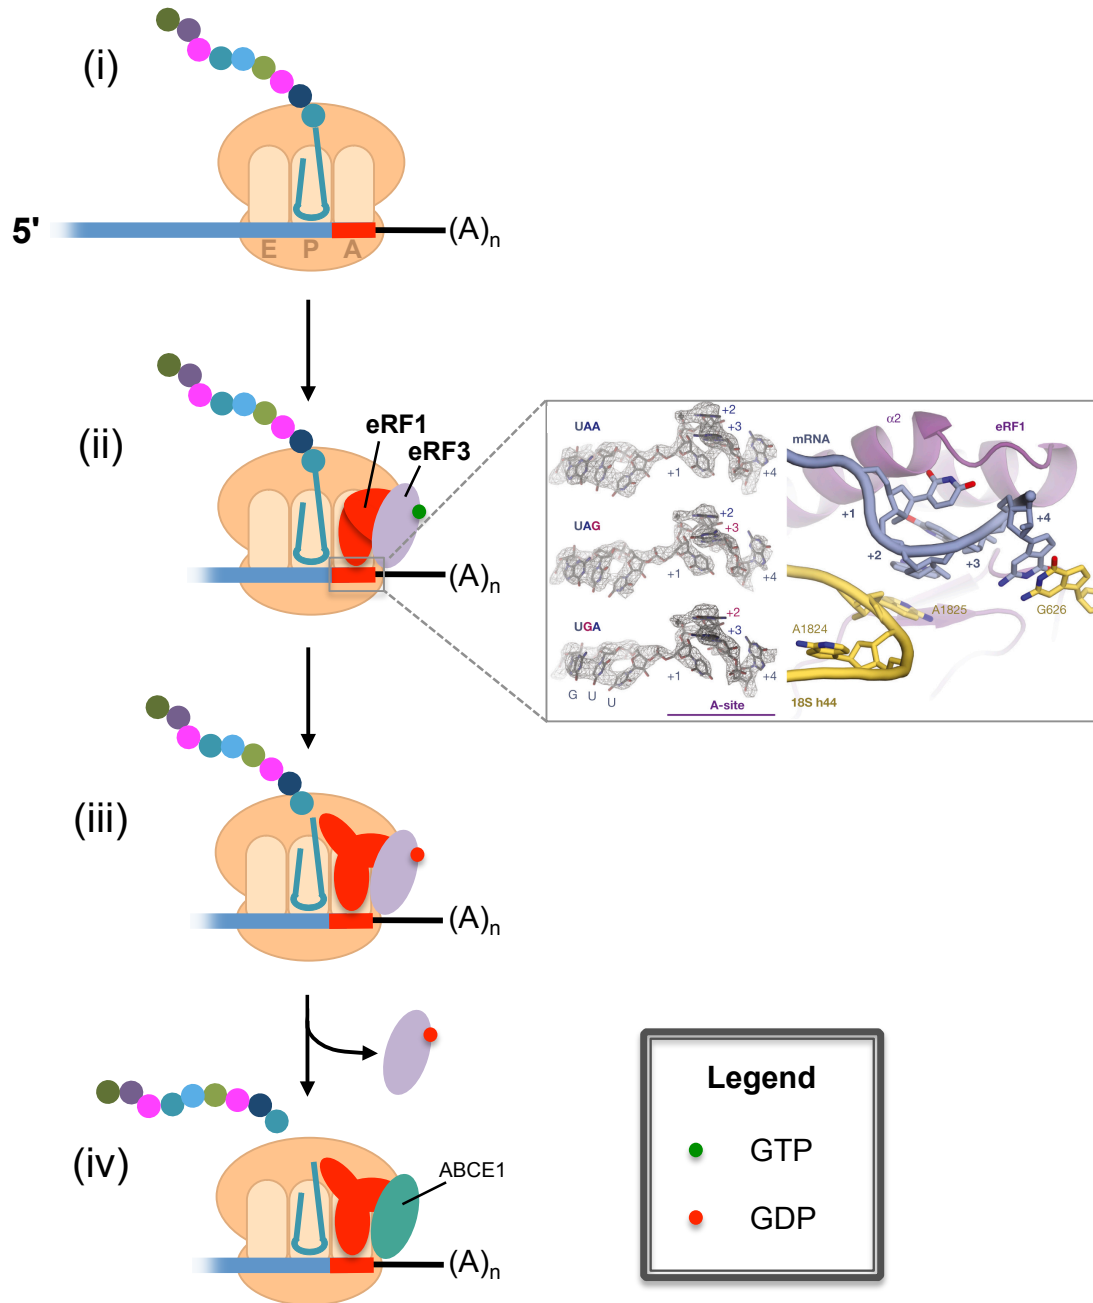 (i)
5'
(A)n
E P A
(ii)
eRF1
eRF3
(A)n
UAA
+2
+3
+1
+4
UAG
+2
+3
+1
+4
UGA
+2
+3
+1
+4
G U U
A-site
mRNA
α2
eRF1
+1
+2
+3
+4
A1825
G626
A1824
18S h44
(iii)
(A)n
(iv)
ABCE1
(A)n
Legend
GTP
GDP